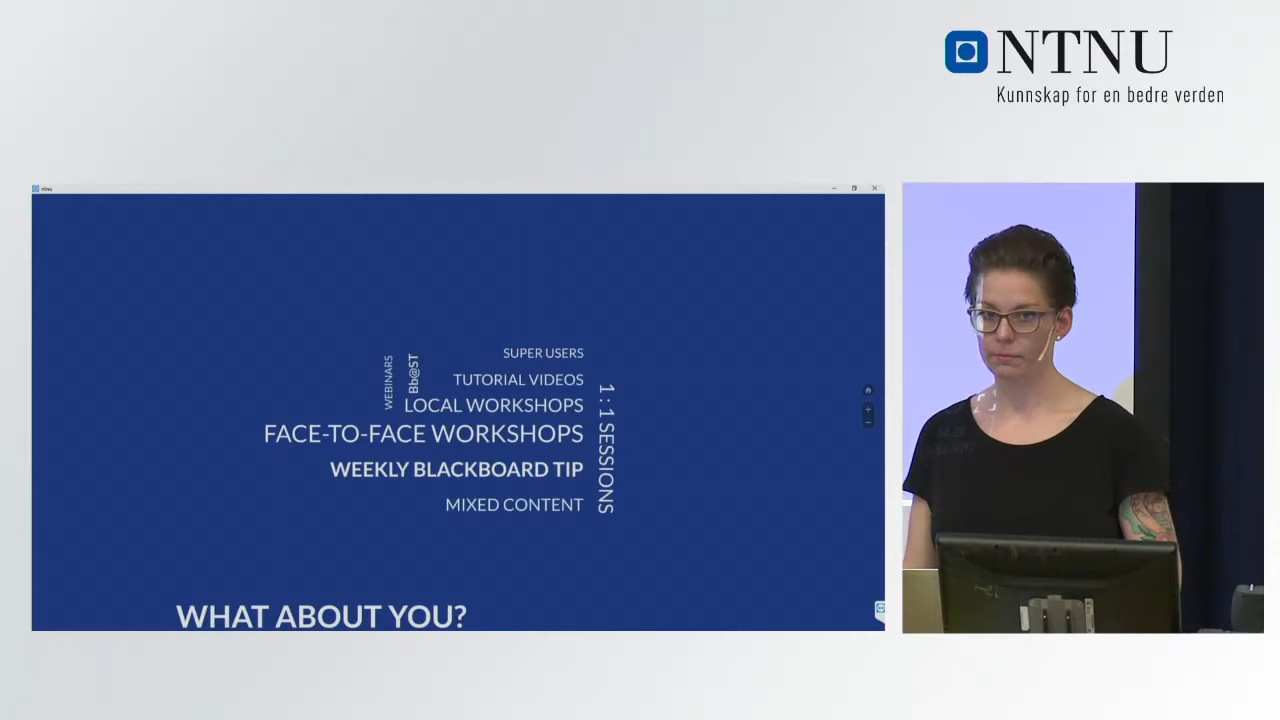 NTNU
Kunnskap for en bedre verden
ntnu
SUPER USERS
WEBINARS
Bb@ST
TUTORIAL VIDEOS
LOCAL WORKSHOPS
FACE-TO-FACE WORKSHOPS
WEEKLY BLACKBOARD TIP
MIXED CONTENT
1 : 1 SESSIONS
WHAT ABOUT YOU?